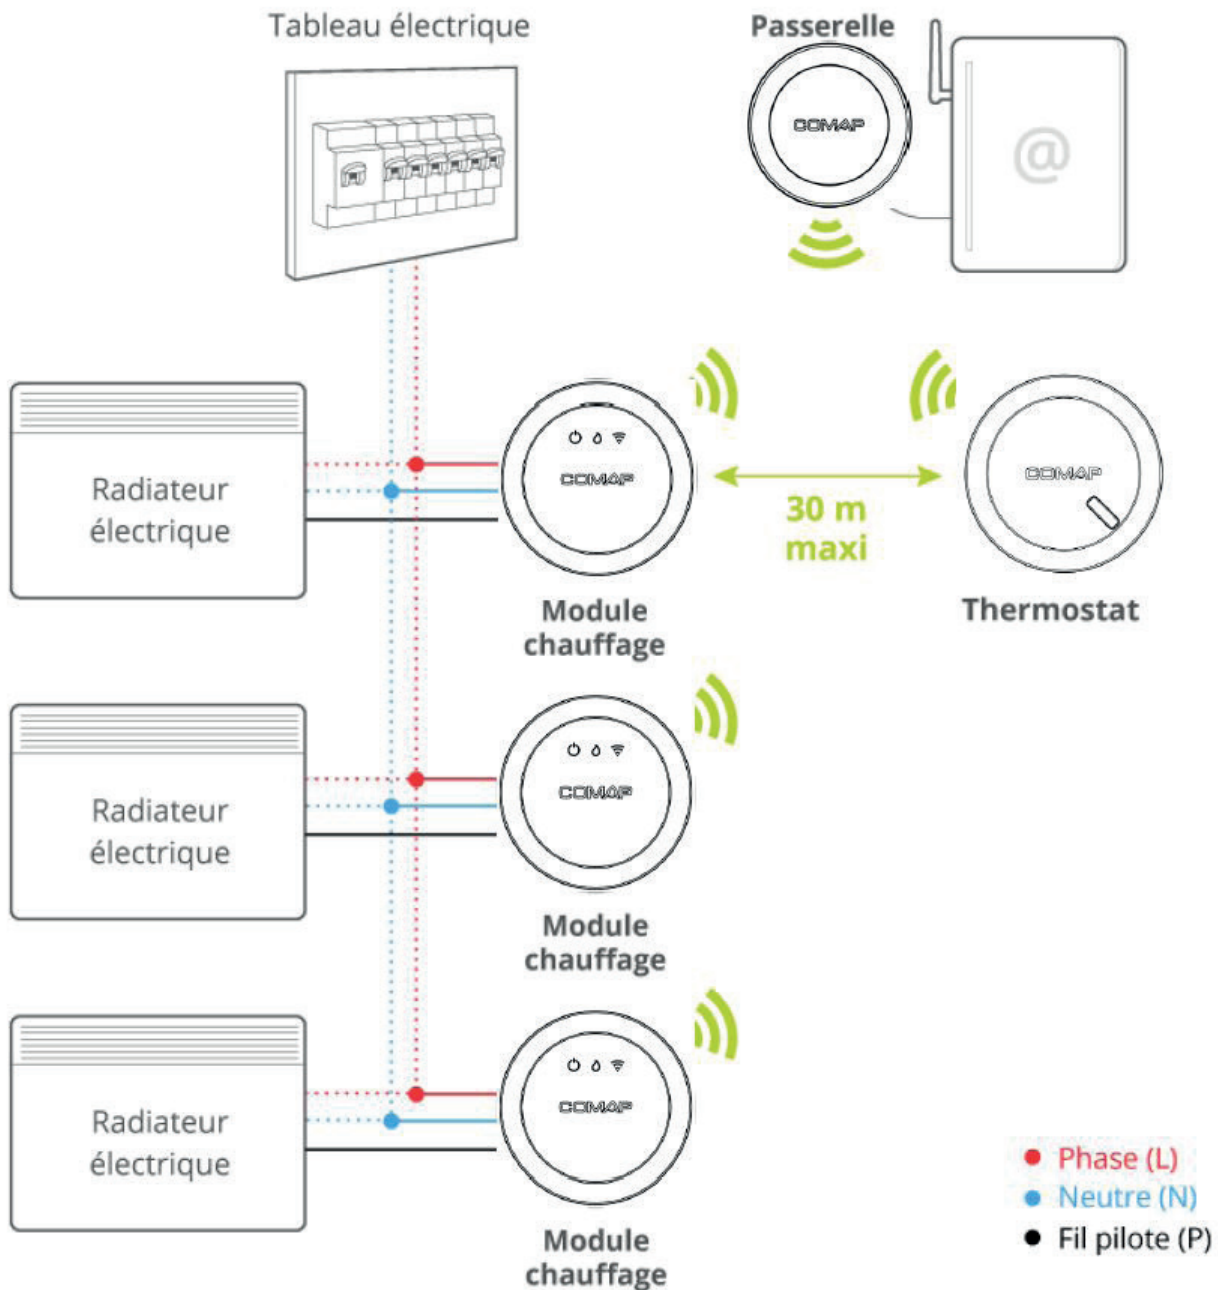 Tableau électrique
Passerelle
COMAP
@
Radiateur
électrique
COMAP
30 m
maxi
COMAP
Module
chauffage
Thermostat
Radiateur
électrique
COMAP
Module
chauffage
Radiateur
électrique
COMAP
Module
chauffage
Phase (L)
Neutre (N)
Fil pilote (P)